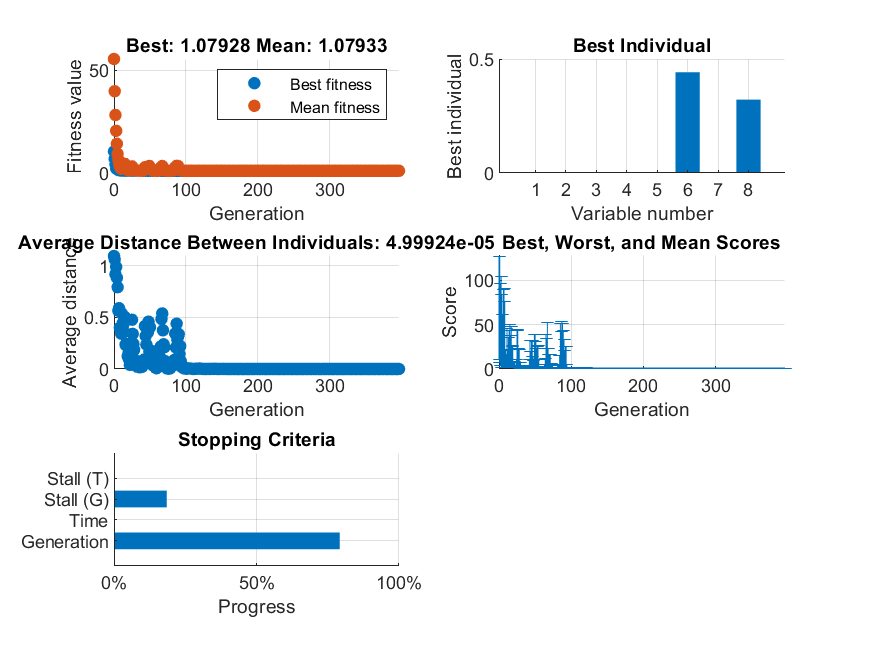 Best: 1.07928 Mean: 1.07933
Fitness value
50
0
Best fitness
Mean fitness
0 100 200 300
Generation
Best Individual
Best individual
0.5
0
1 2 3 4 5 6 7 8
Variable number
Average Distance Between Individuals: 4.99924e-05
Average distance
1
0.5
0
0 100 200 300
Generation
Best, Worst, and Mean Scores
Score
100
50
0
0 100 200 300
Generation
Stopping Criteria
Stall (T)
Stall (G)
Time
Generation
0% 50% 100%
Progress